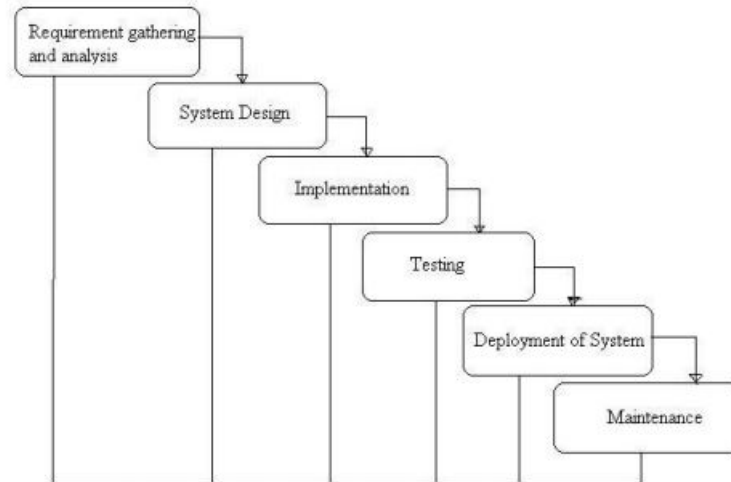 Requirement gathering
and analysis
System Design
Implementation
Testing
Deployment of System
Maintenance